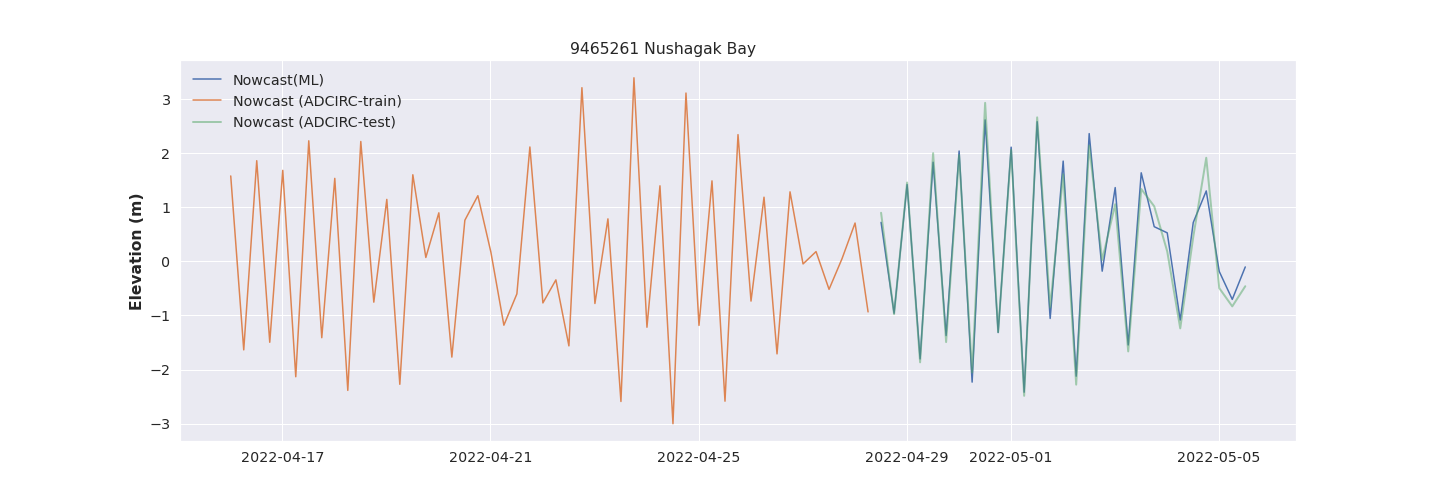 9465261 Nushagak Bay
Nowcast(ML)
Nowcast (ADCIRC-train)
Nowcast (ADCIRC-test)
Elevation (m)
3
2
1
0
−1
−2
−3
2022-04-17
2022-04-21
2022-04-25
2022-04-29
2022-05-01
2022-05-05